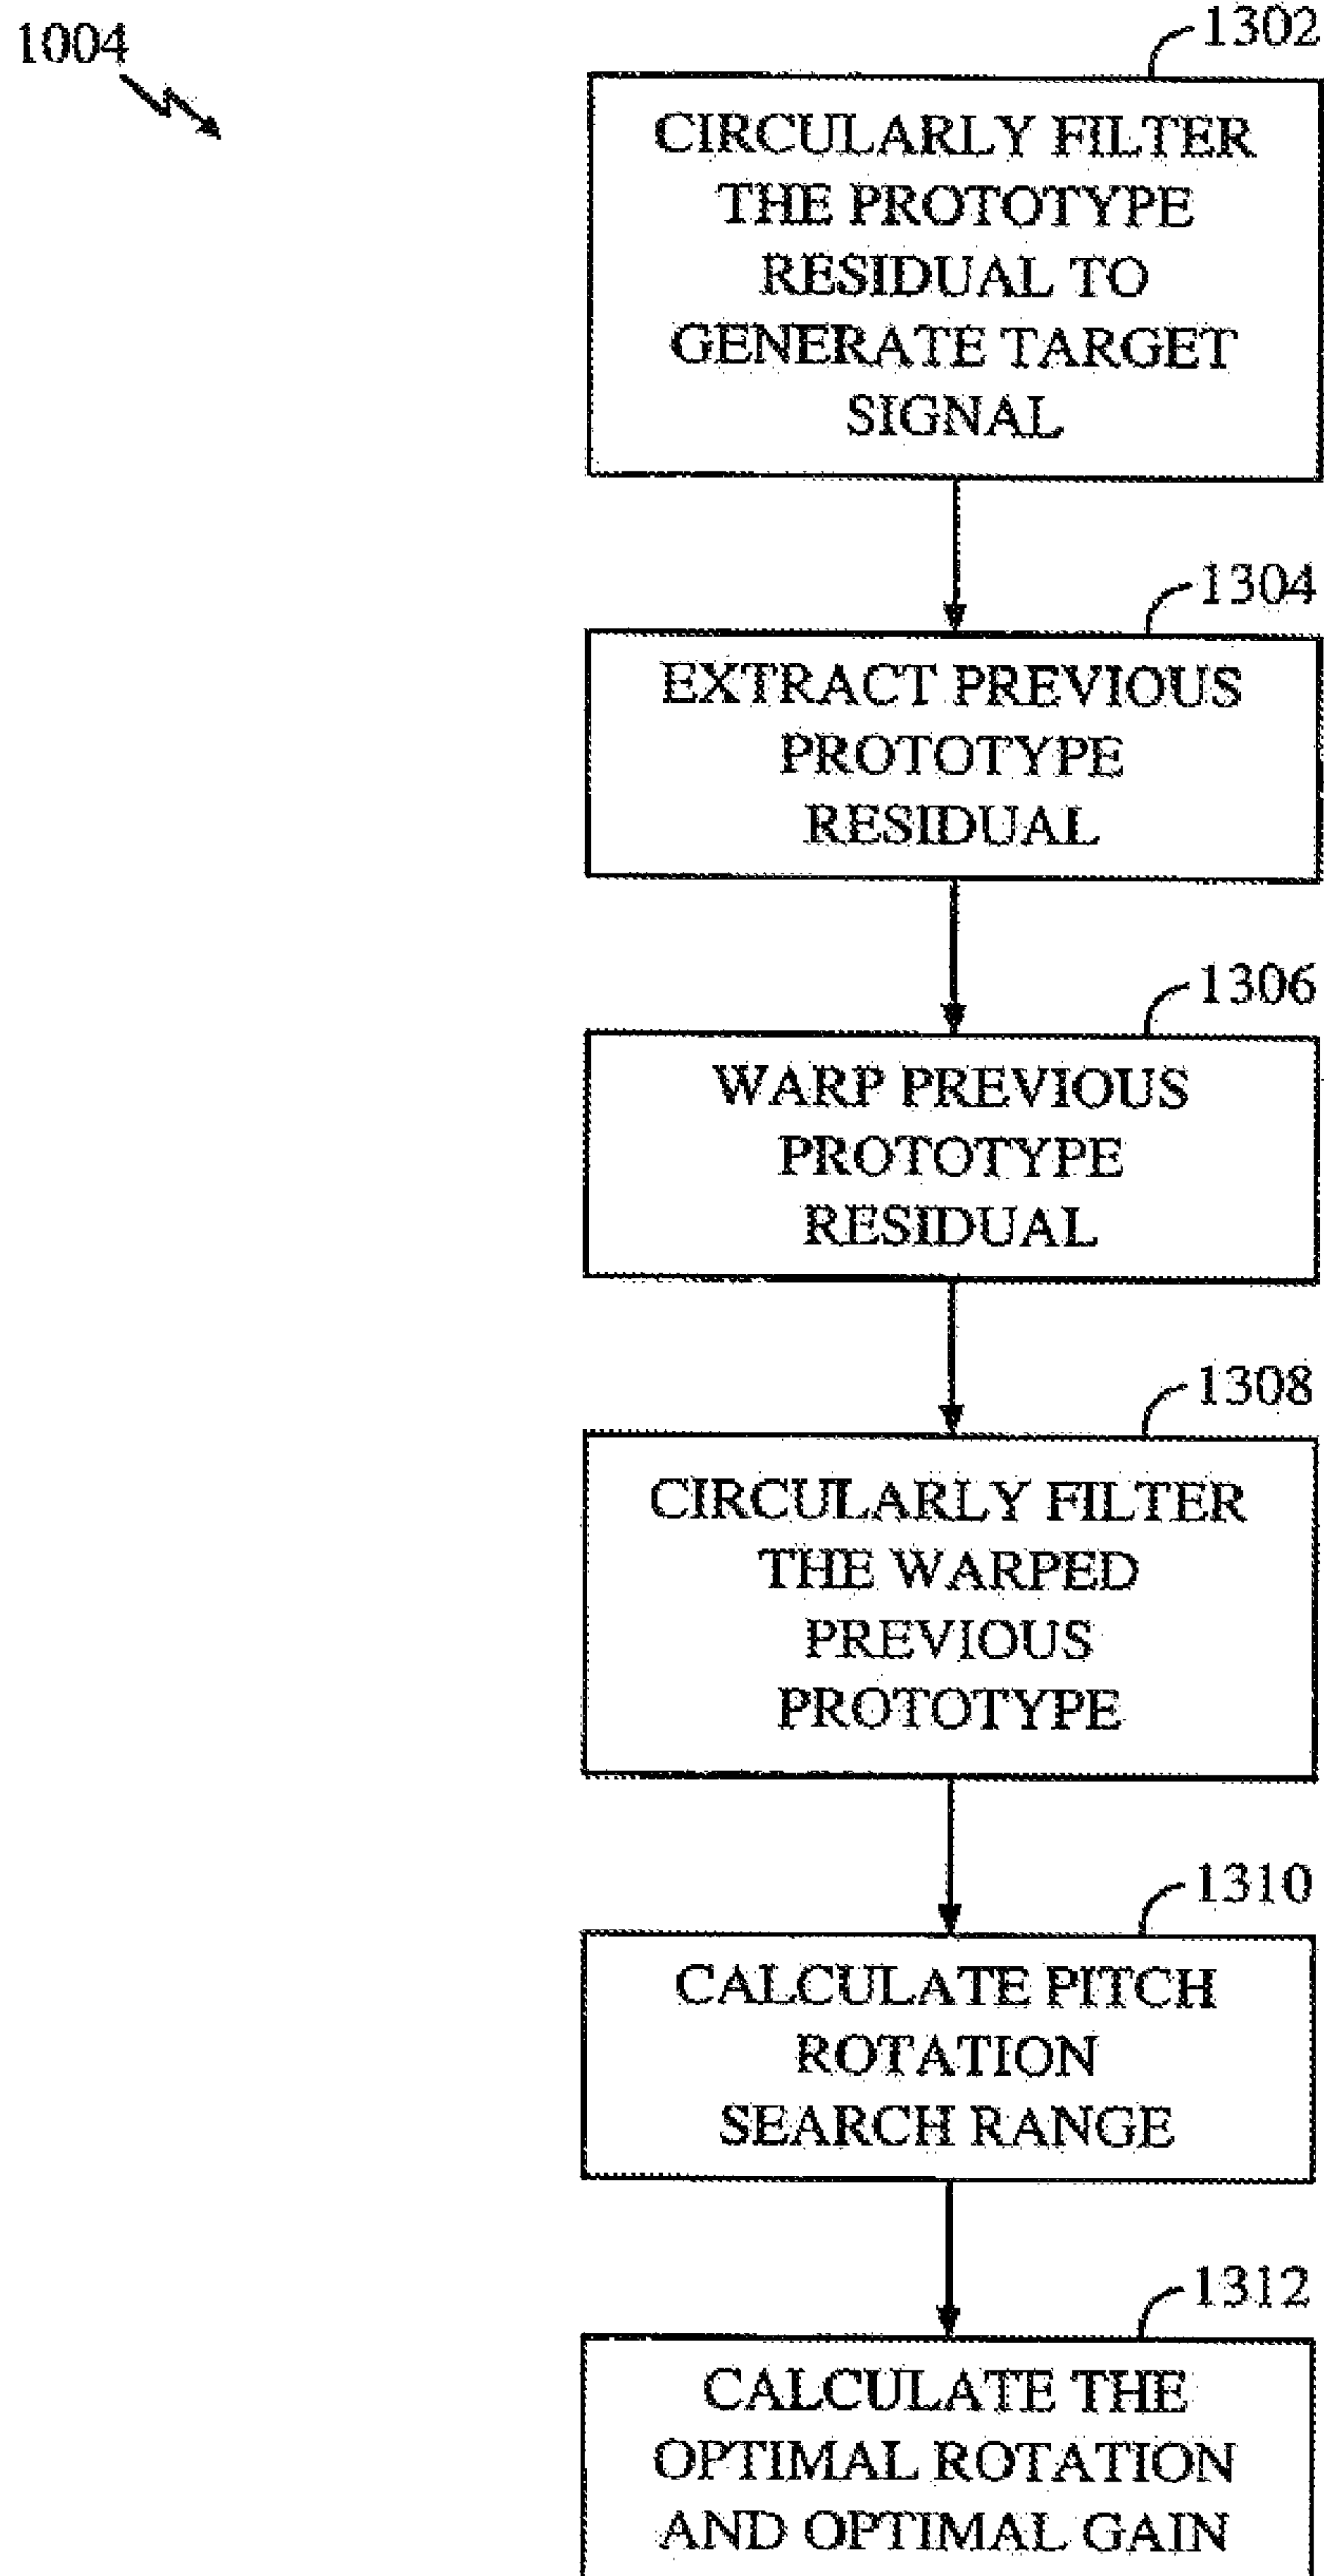 1004
1302
CIRCULARLY FILTER
THE PROTOTYPE
RESIDUAL TO
GENERATE TARGET
SIGNAL
1304
EXTRACT PREVIOUS
PROTOTYPE
RESIDUAL
1306
WARP PREVIOUS
PROTOTYPE
RESIDUAL
1308
CIRCULARLY FILTER
THE WARPED
PREVIOUS
PROTOTYPE
1310
CALCULATE PITCH
ROTATION
SEARCH RANGE
1312
CALCULATE THE
OPTIMAL ROTATION
AND OPTIMAL GAIN